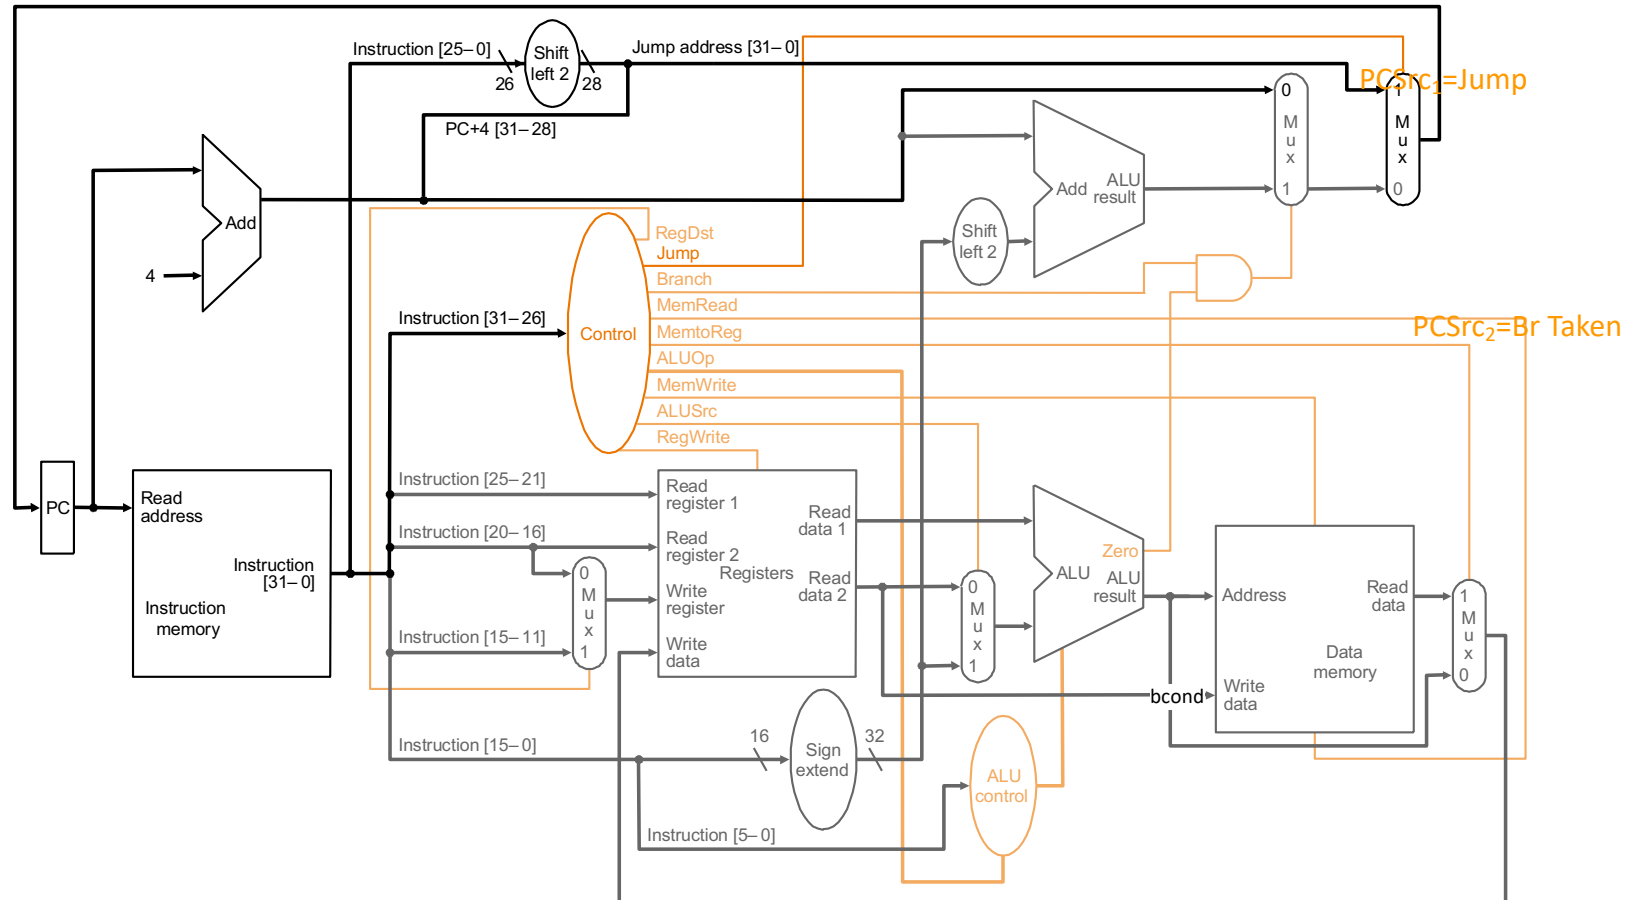 Instruction [25–0]
26
Shift
left 2
28
Jump address [31–0]
PC+4 [31–28]
PCSrc₁=Jump
0
M
u
x
1
1
M
u
x
0
Add
ALU
result
Shift
left 2
Add
4
RegDst
Jump
Branch
MemRead
MemtoReg
ALUOp
MemWrite
ALUSrc
RegWrite
Control
Instruction [31–26]
PCSrc₂=Br Taken
PC
Read
address
Instruction
[31–0]
Instruction
memory
Instruction [25–21]
Instruction [20–16]
Instruction [15–11]
0
M
u
x
1
Read
register 1
Read
register 2
Write
register
Write
data
Registers
Read
data 1
Read
data 2
0
M
u
x
1
Zero
ALU
ALU
result
Address
Write
data
Read
data
Data
memory
1
M
u
x
0
bcond
Instruction [15–0]
16
Sign
extend
32
ALU
control
Instruction [5–0]